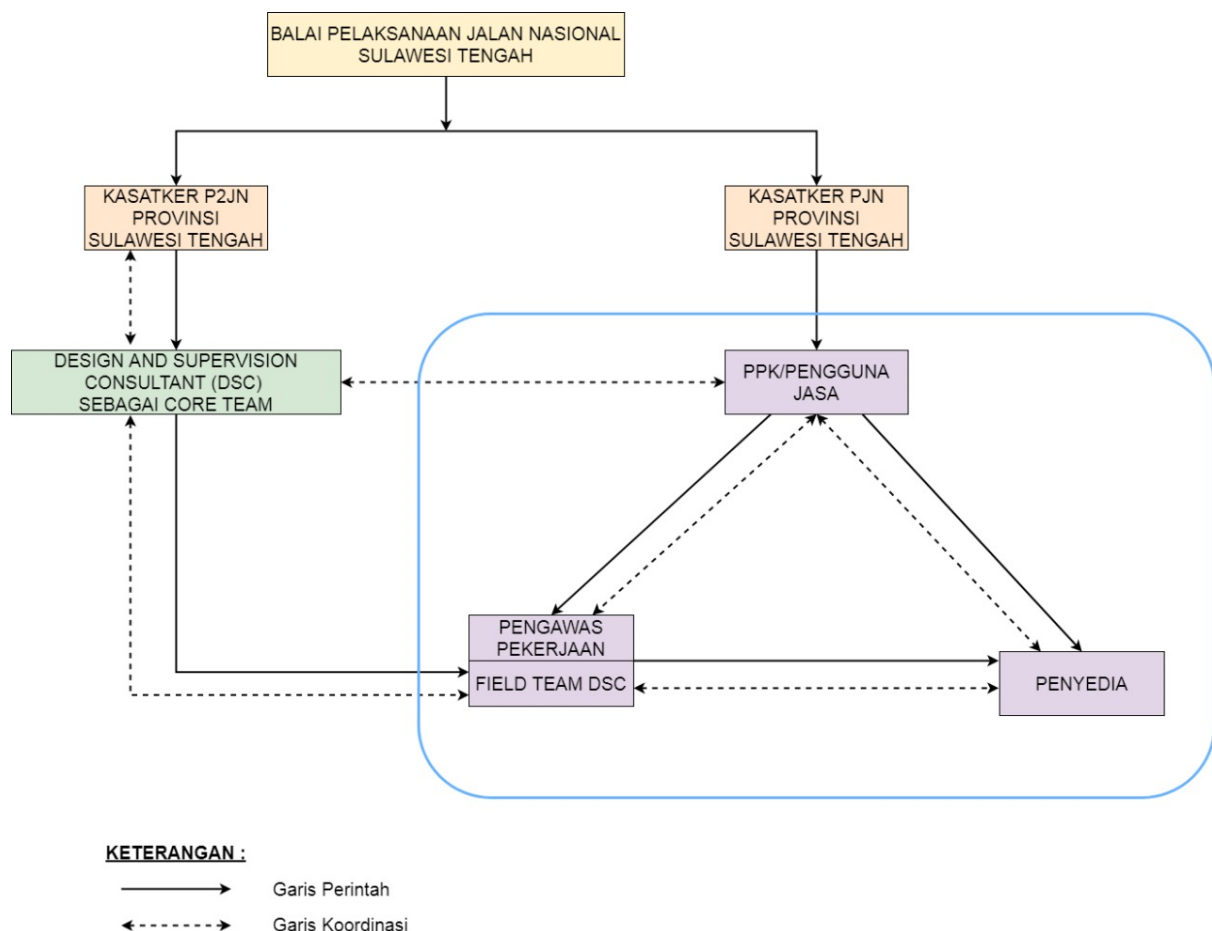 BALAI PELAKSANAAN JALAN NASIONAL
SULAWESI TENGAH
KASATKER P2JN
PROVINSI
SULAWESI TENGAH
KASATKER PJN
PROVINSI
SULAWESI TENGAH
DESIGN AND SUPERVISION
CONSULTANT (DSC)
SEBAGAI CORE TEAM
PPK/PENGGUNA
JASA
PENGAWAS
PEKERJAAN
FIELD TEAM DSC
PENYEDIA
KETERANGAN :
Garis Perintah
Garis Koordinasi